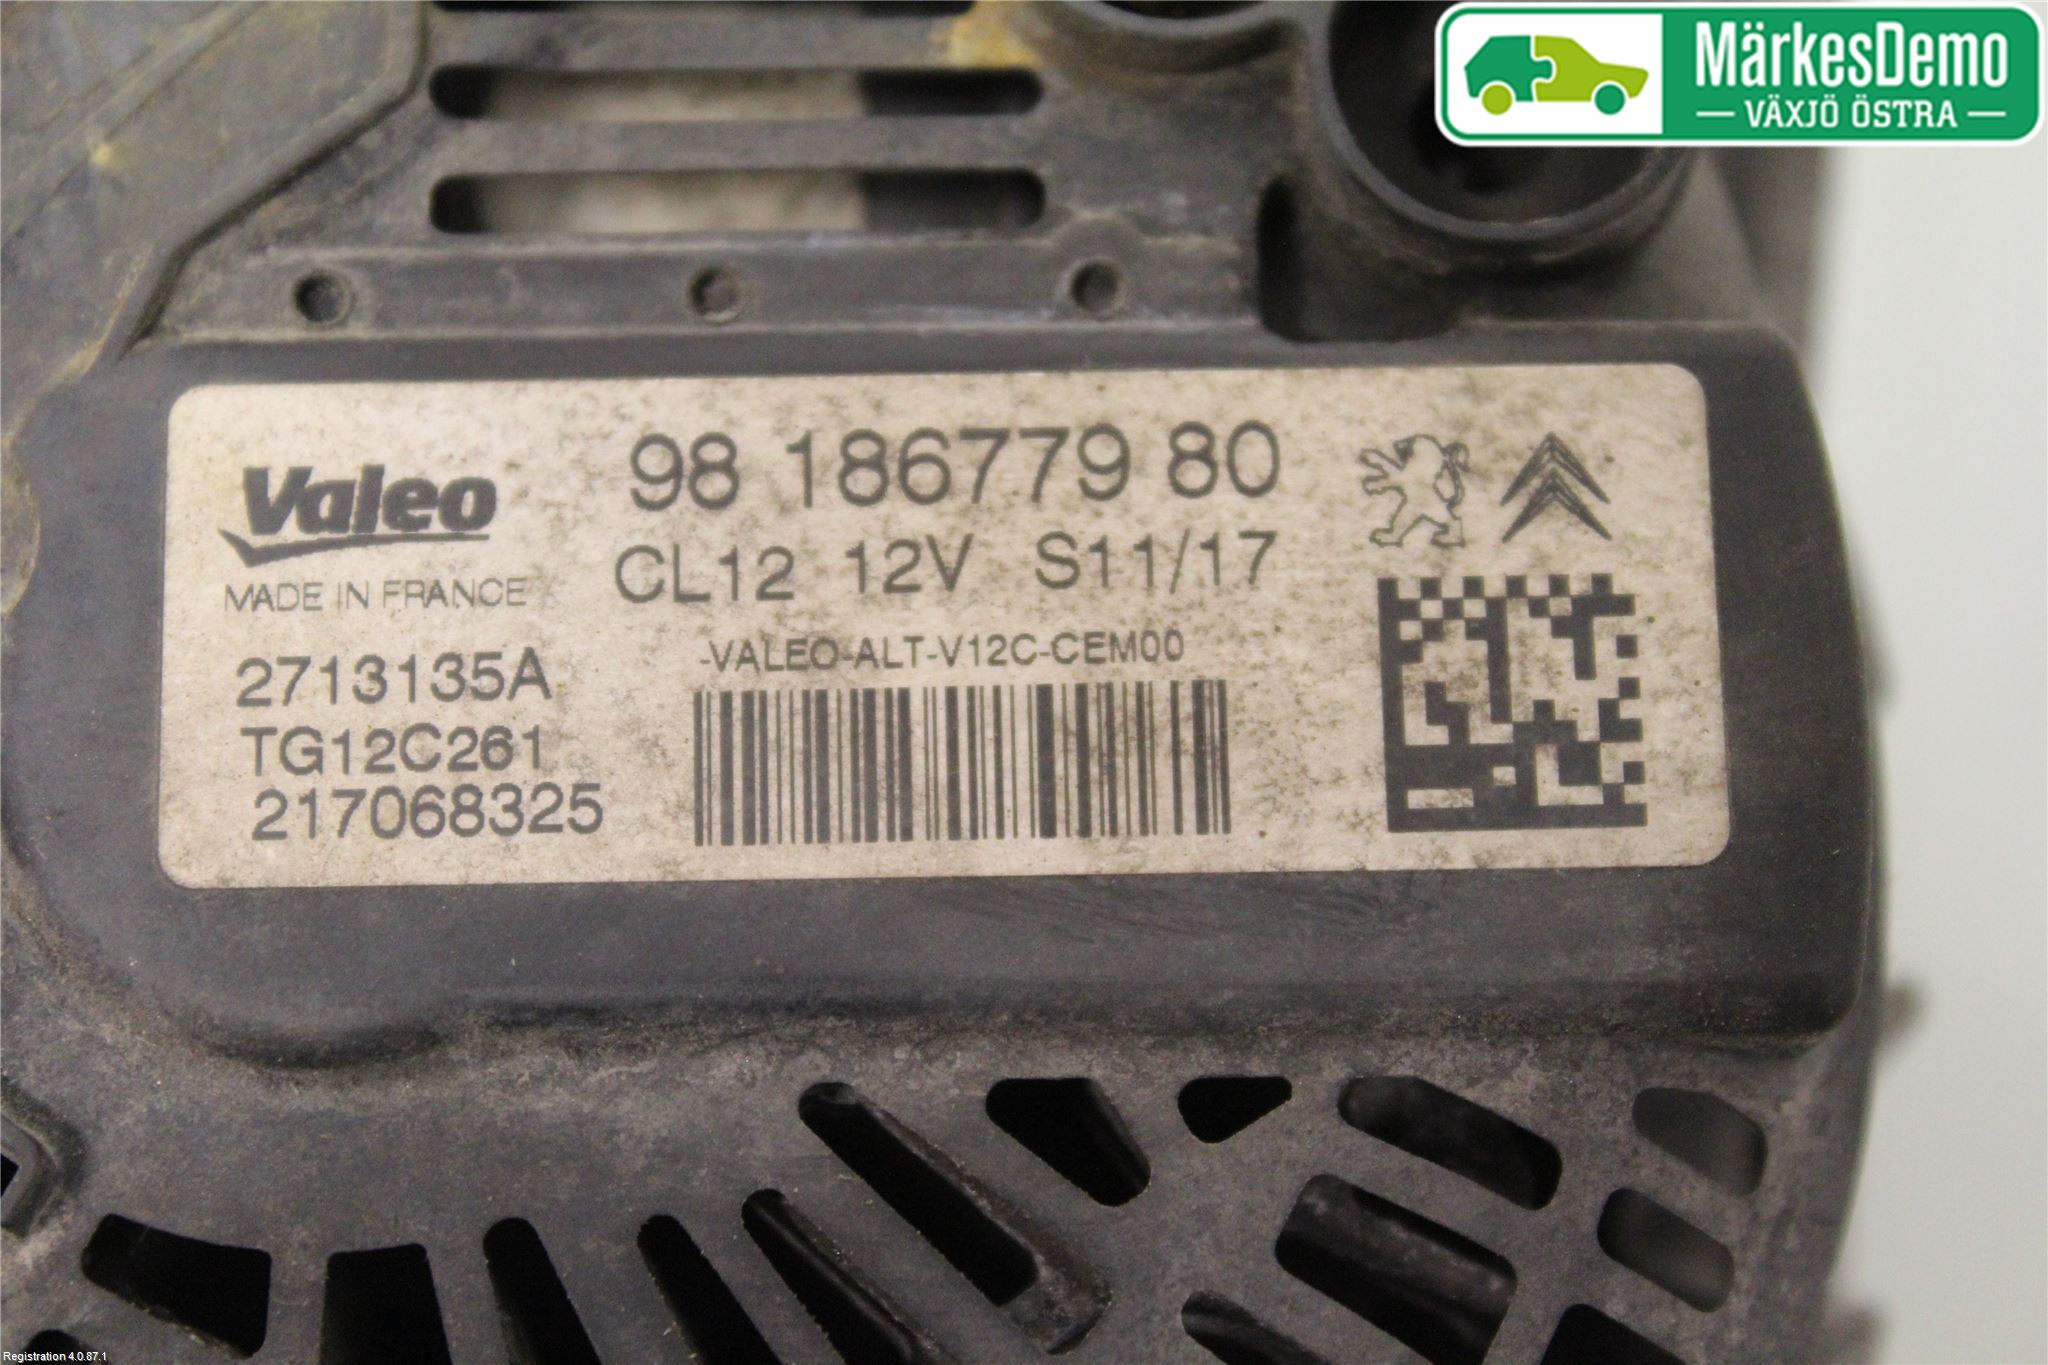 MärkesDemo
VÄXJÖ ÖSTRA
Valeo
MADE IN FRANCE
2713135A
TG12C261
217068325
98 186779 80
CL12 12V S11/17
-VALEO-ALT-V12C-CEM00
Registration 4.0.87.1